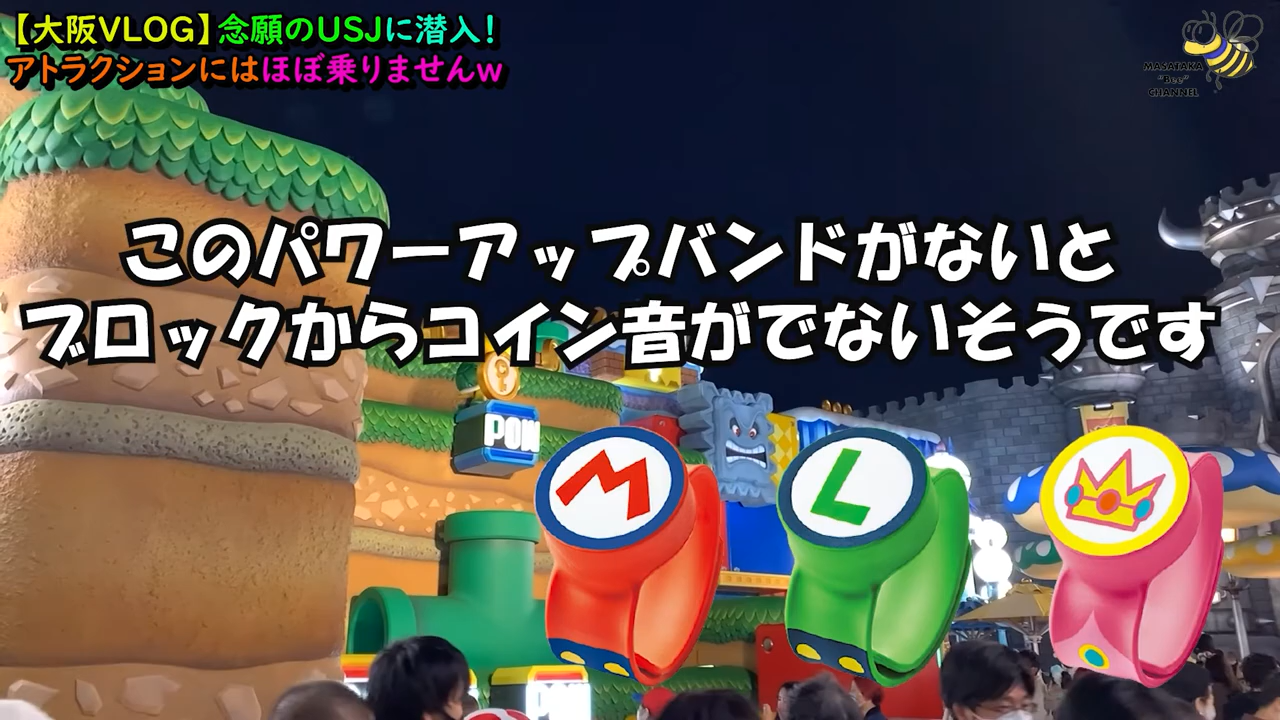 【大阪VLOG】念願のUSJに潜入！
アトラクションにはほぼ乗りませんw
MASATAKA
"Bee"
CHANNEL
このパワーアップバンドがないと
ブロックからコイン音がでないそうです
POW
M
L